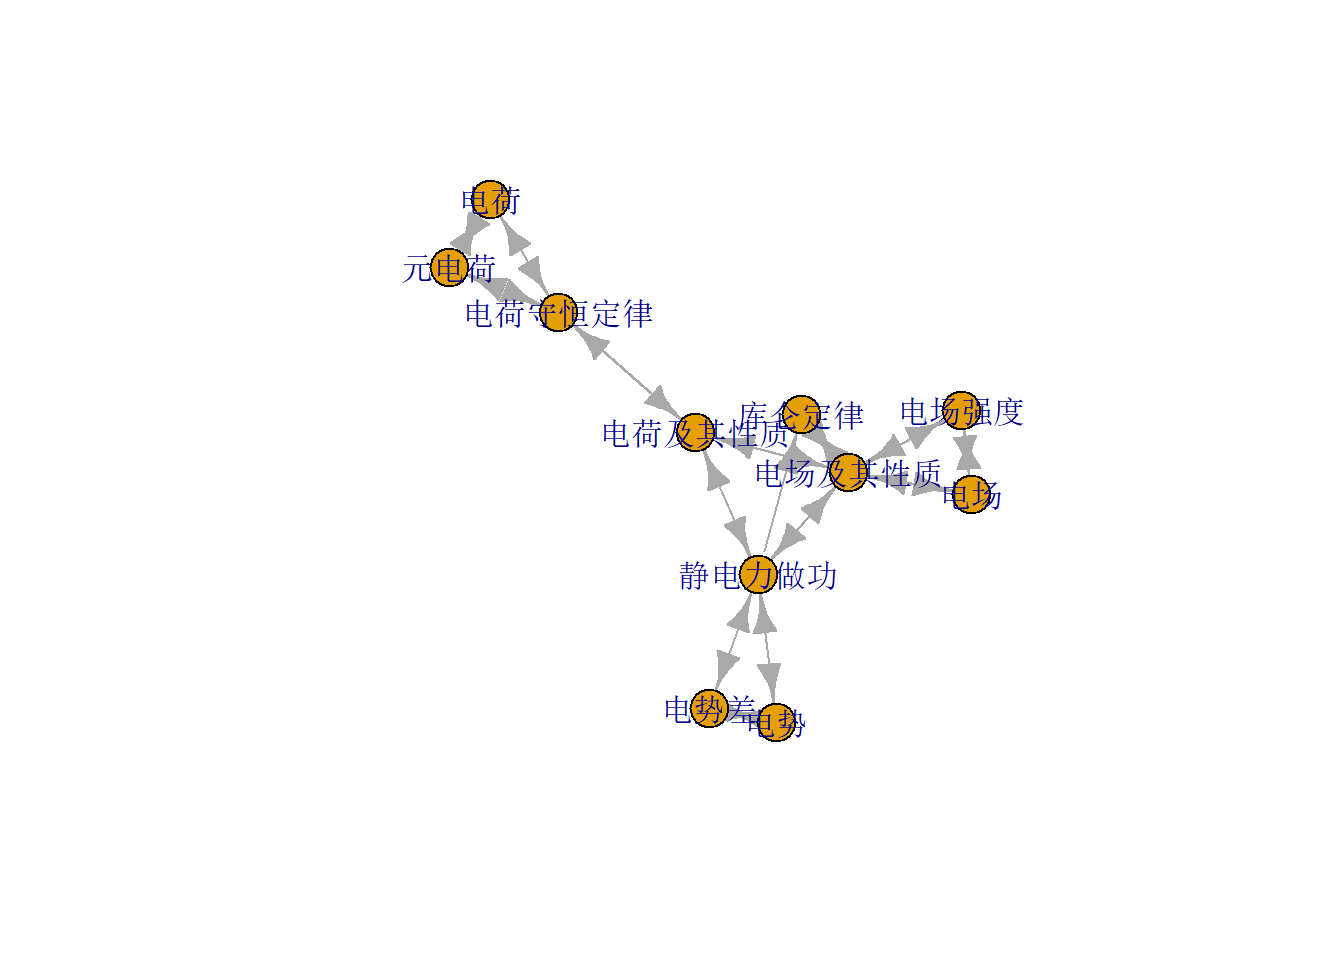 电荷
元电荷
电荷守恒定律
电场强度
库仑定律
电荷及其性质
电场及其性质
电场
静电力做功
电势差
电势